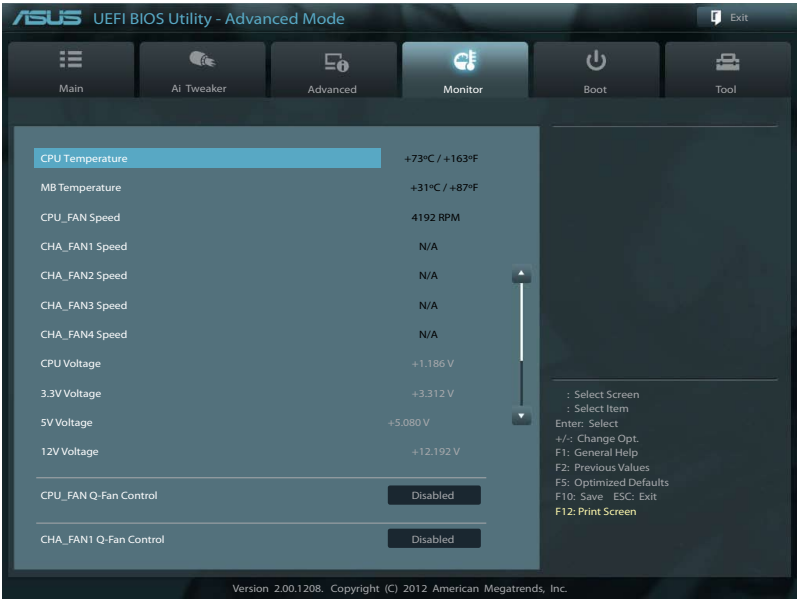 ASUS UEFI BIOS Utility - Advanced Mode
Exit
Main
Ai Tweaker
Advanced
Monitor
Boot
Tool
CPU Temperature +73ºC / +163ºF
MB Temperature +31ºC / +87ºF
CPU_FAN Speed 4192 RPM
CHA_FAN1 Speed N/A
CHA_FAN2 Speed N/A
CHA_FAN3 Speed N/A
CHA_FAN4 Speed N/A
CPU Voltage +1.186 V
3.3V Voltage +3.312 V
5V Voltage +5.080 V
12V Voltage +12.192 V
CPU_FAN Q-Fan Control Disabled
CHA_FAN1 Q-Fan Control Disabled
: Select Screen
: Select Item
Enter: Select
+/-: Change Opt.
F1: General Help
F2: Previous Values
F5: Optimized Defaults
F10: Save ESC: Exit
F12: Print Screen
Version 2.00.1208. Copyright (C) 2012 American Megatrends, Inc.